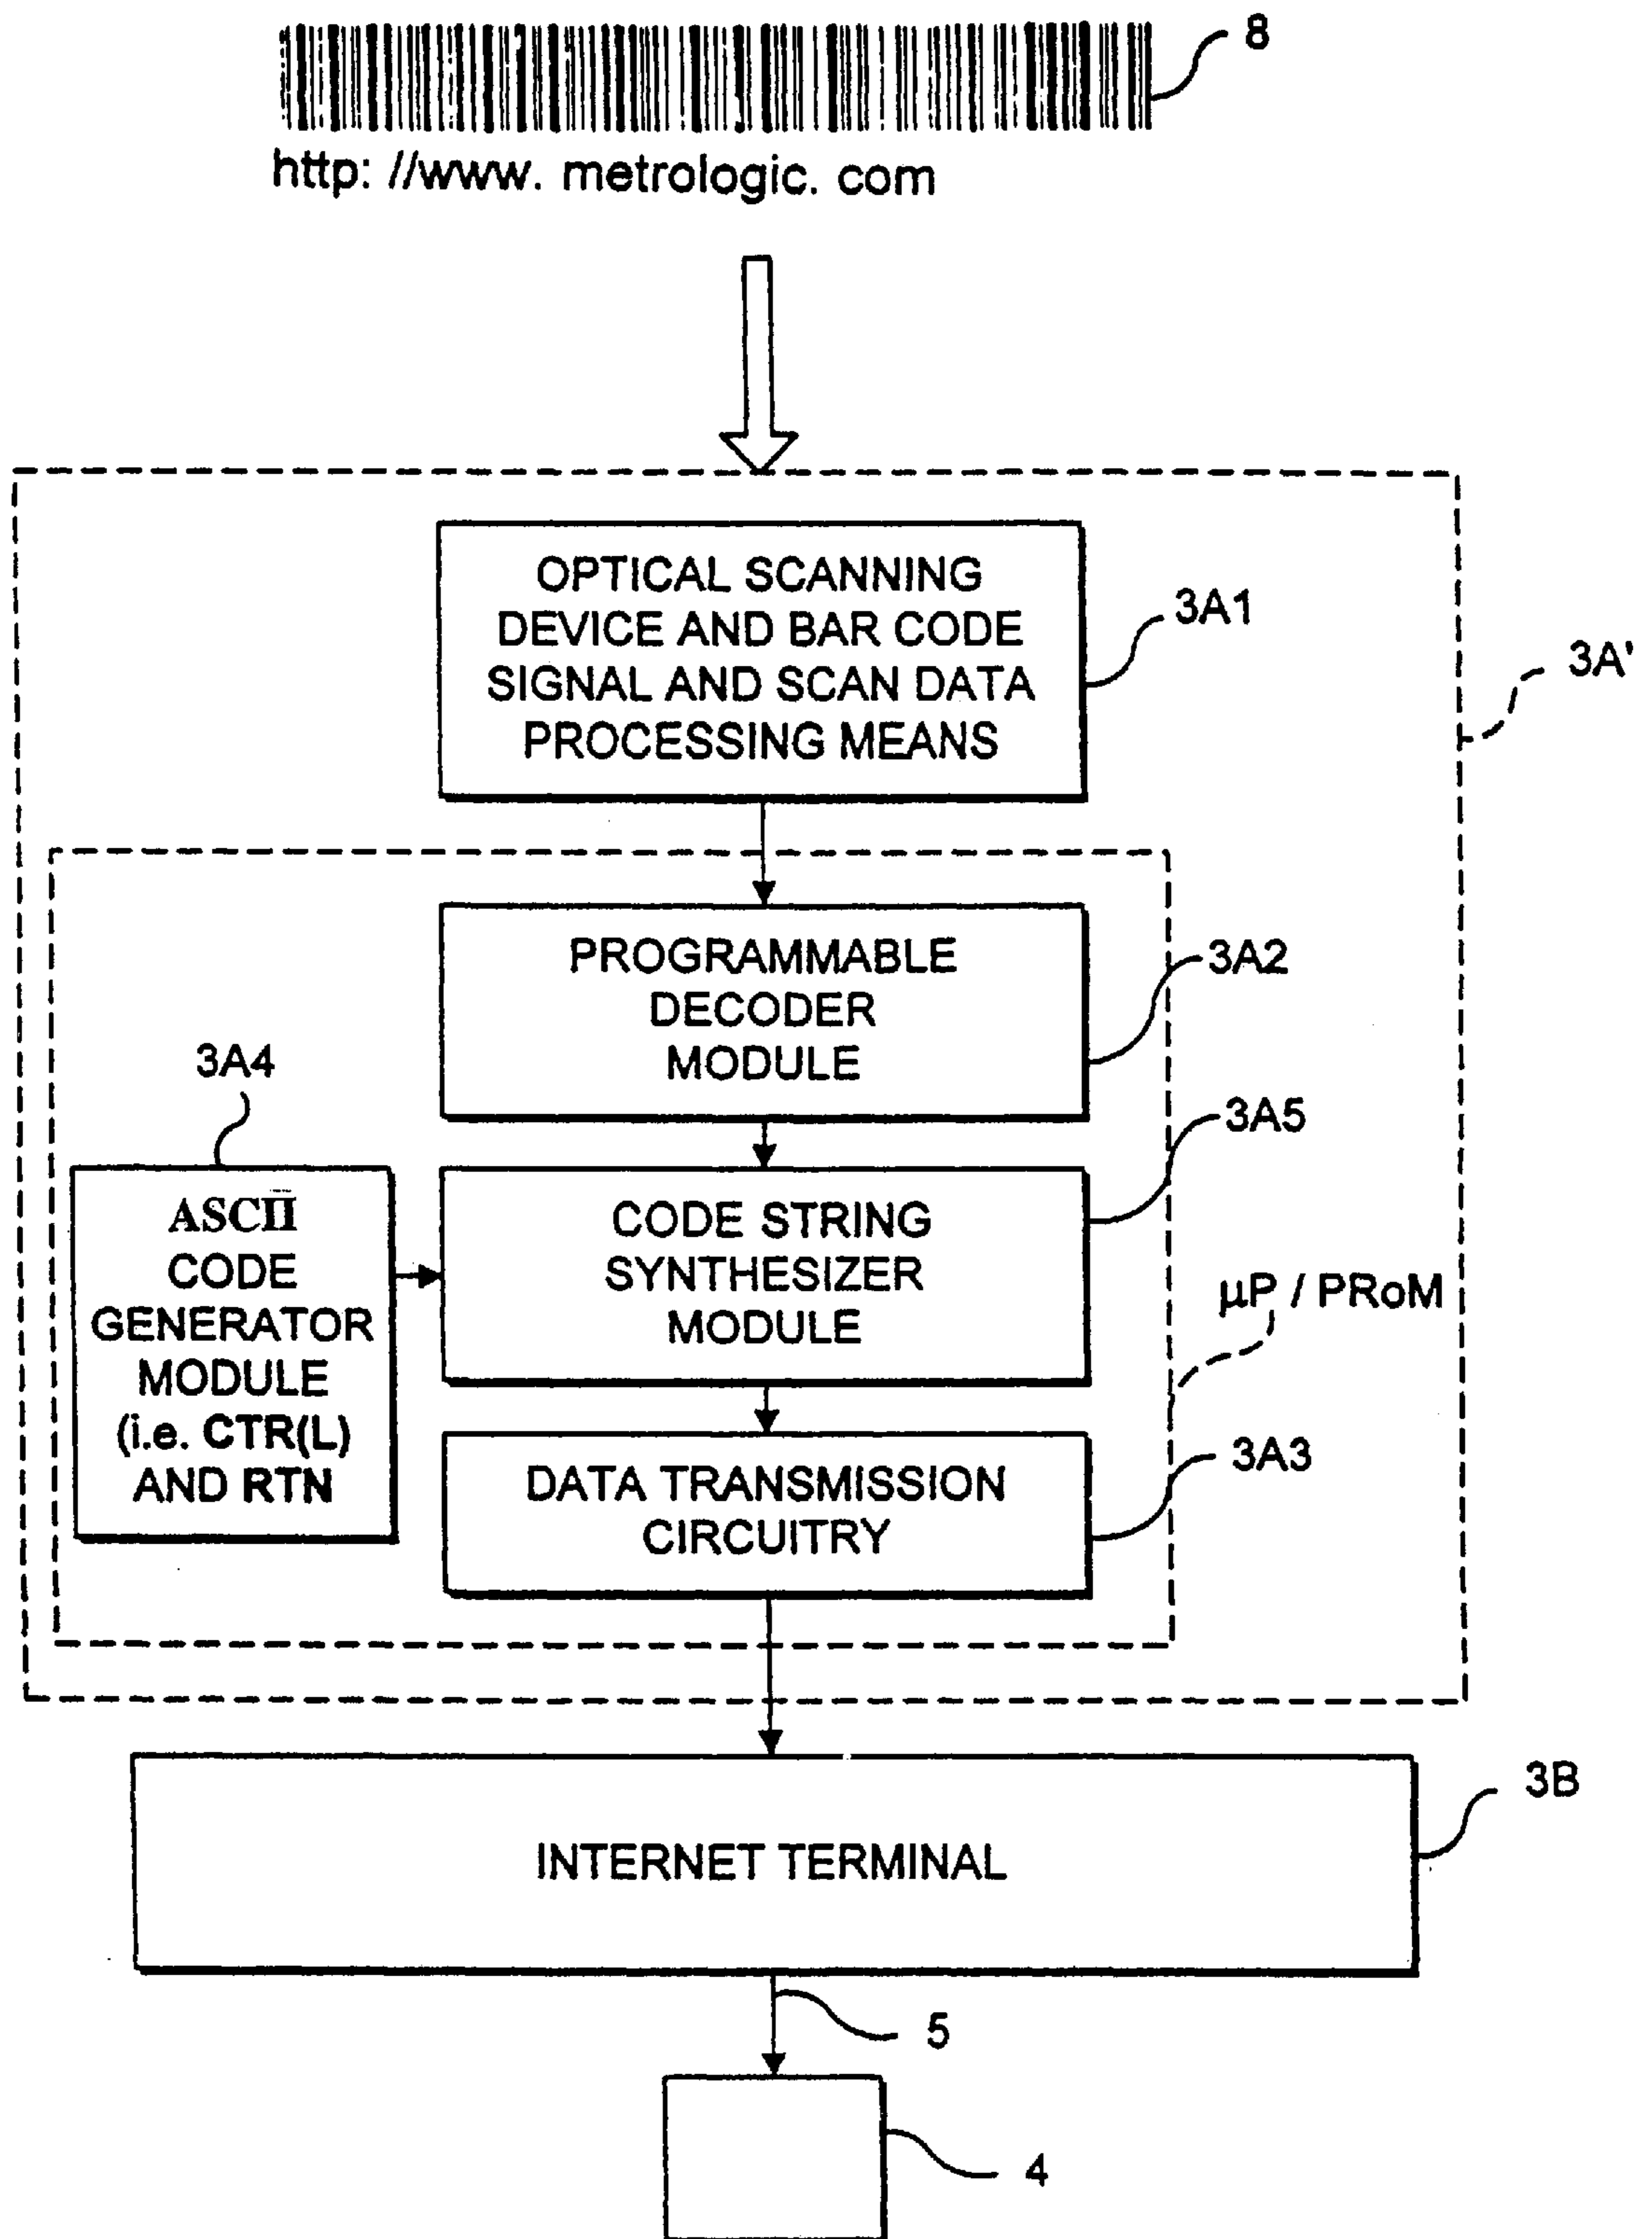 8
http: //www. metrologic. com
OPTICAL SCANNING
DEVICE AND BAR CODE
SIGNAL AND SCAN DATA
PROCESSING MEANS
3A1
3A'
PROGRAMMABLE
DECODER
MODULE
3A2
3A4
3A5
ASCII
CODE
GENERATOR
MODULE
(i.e. CTR(L)
AND RTN
CODE STRING
SYNTHESIZER
MODULE
µP / PRoM
DATA TRANSMISSION
CIRCUITRY
3A3
INTERNET TERMINAL
3B
5
4